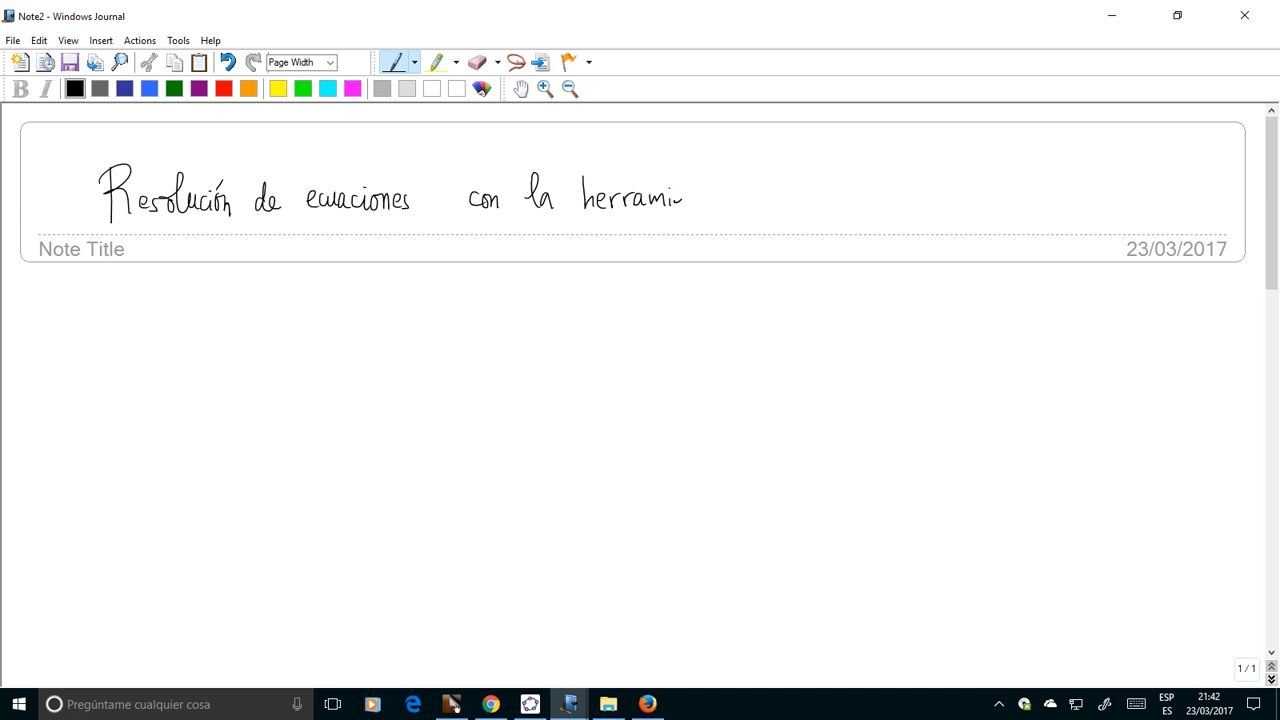 Note2 - Windows Journal
File Edit View Insert Actions Tools Help
Page Width
B I
Resolución de ecuaciones con la herrami
Note Title 23/03/2017
1 / 1
Pregúntame cualquier cosa
ESP 21:42
ES 23/03/2017